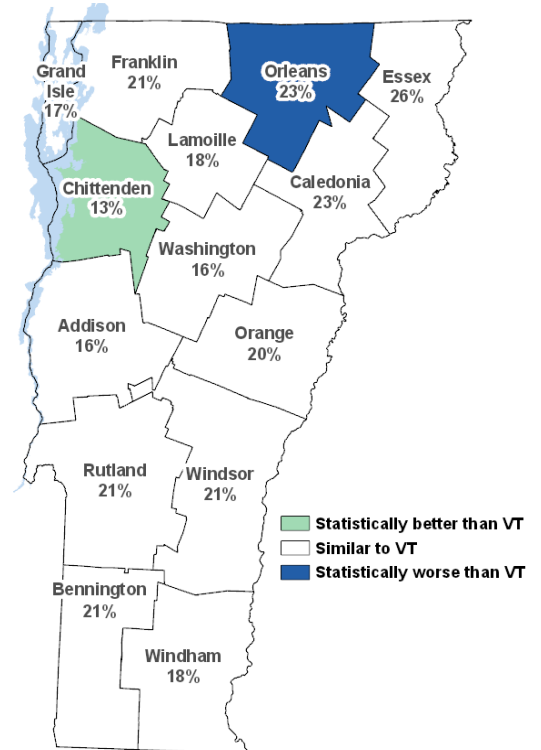 Franklin
21%
Orleans
23%
Essex
26%
Grand
Isle
17%
Lamoille
18%
Caledonia
23%
Chittenden
13%
Washington
16%
Addison
16%
Orange
20%
Rutland
21%
Windsor
21%
Statistically better than VT
Similar to VT
Statistically worse than VT
Bennington
21%
Windham
18%